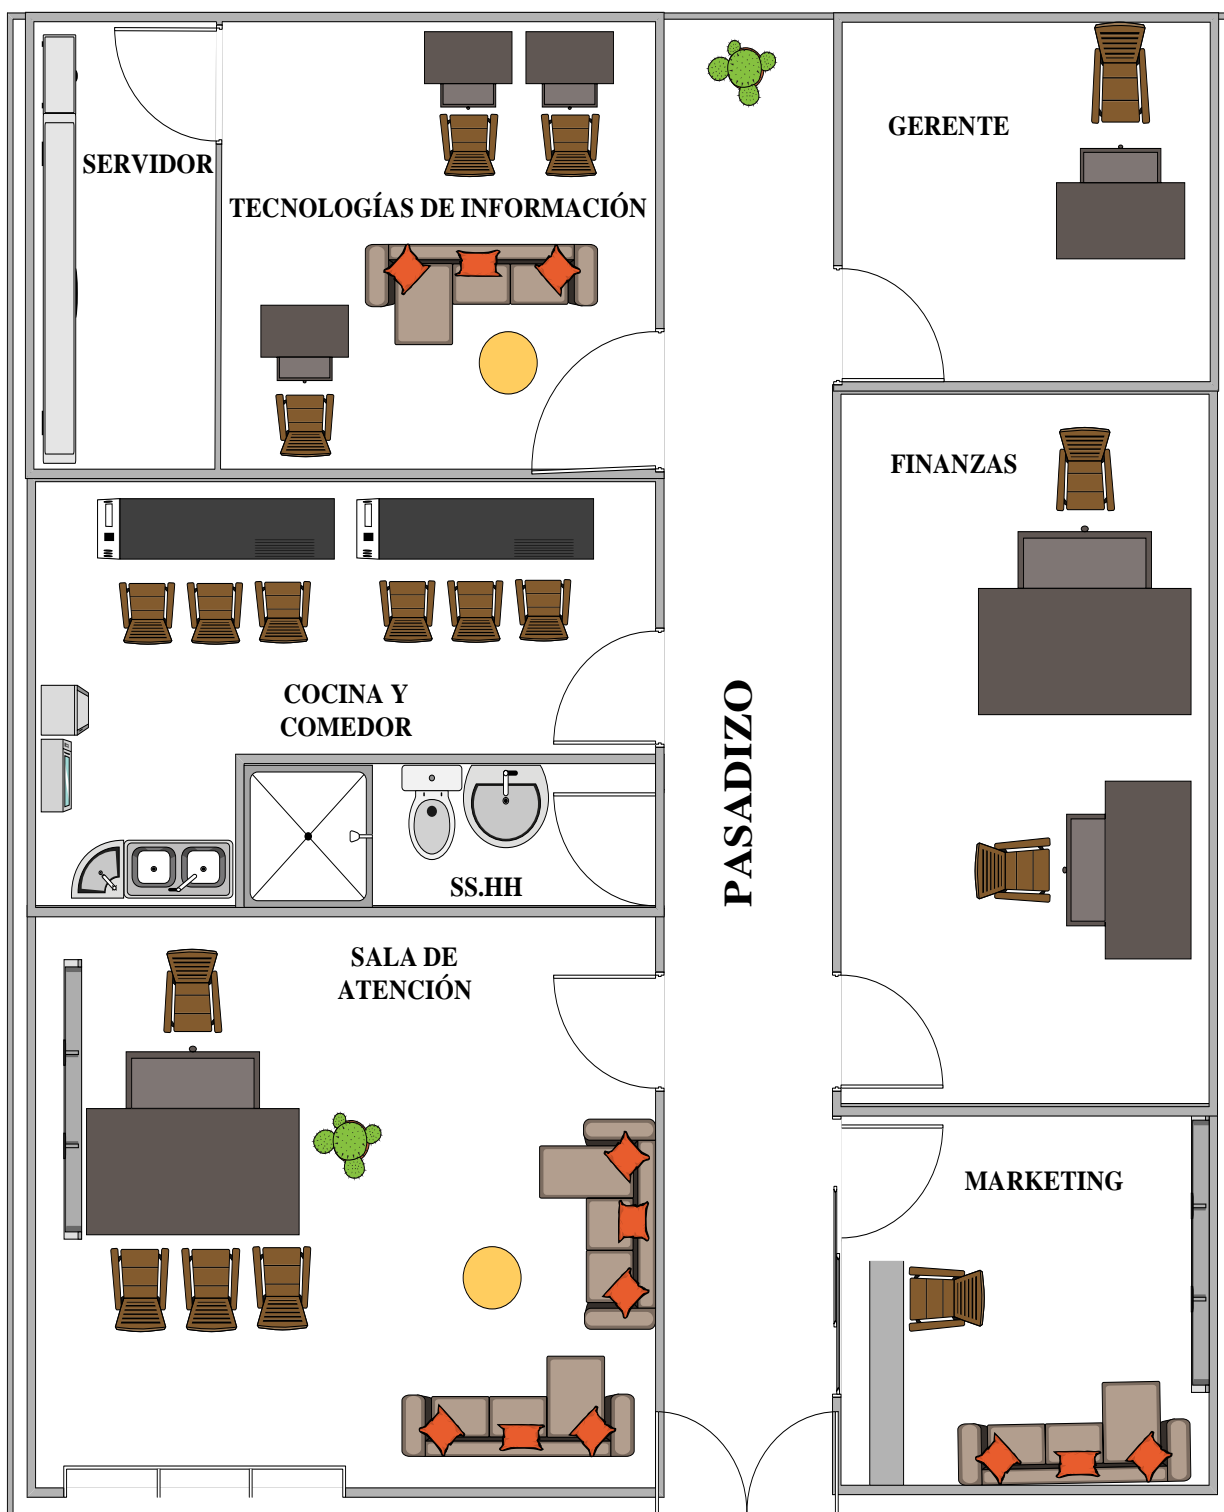 GERENTE
SERVIDOR
TECNOLOGÍAS DE INFORMACIÓN
FINANZAS
COCINA Y
COMEDOR
PASADIZO
SS.HH
SALA DE
ATENCIÓN
MARKETING